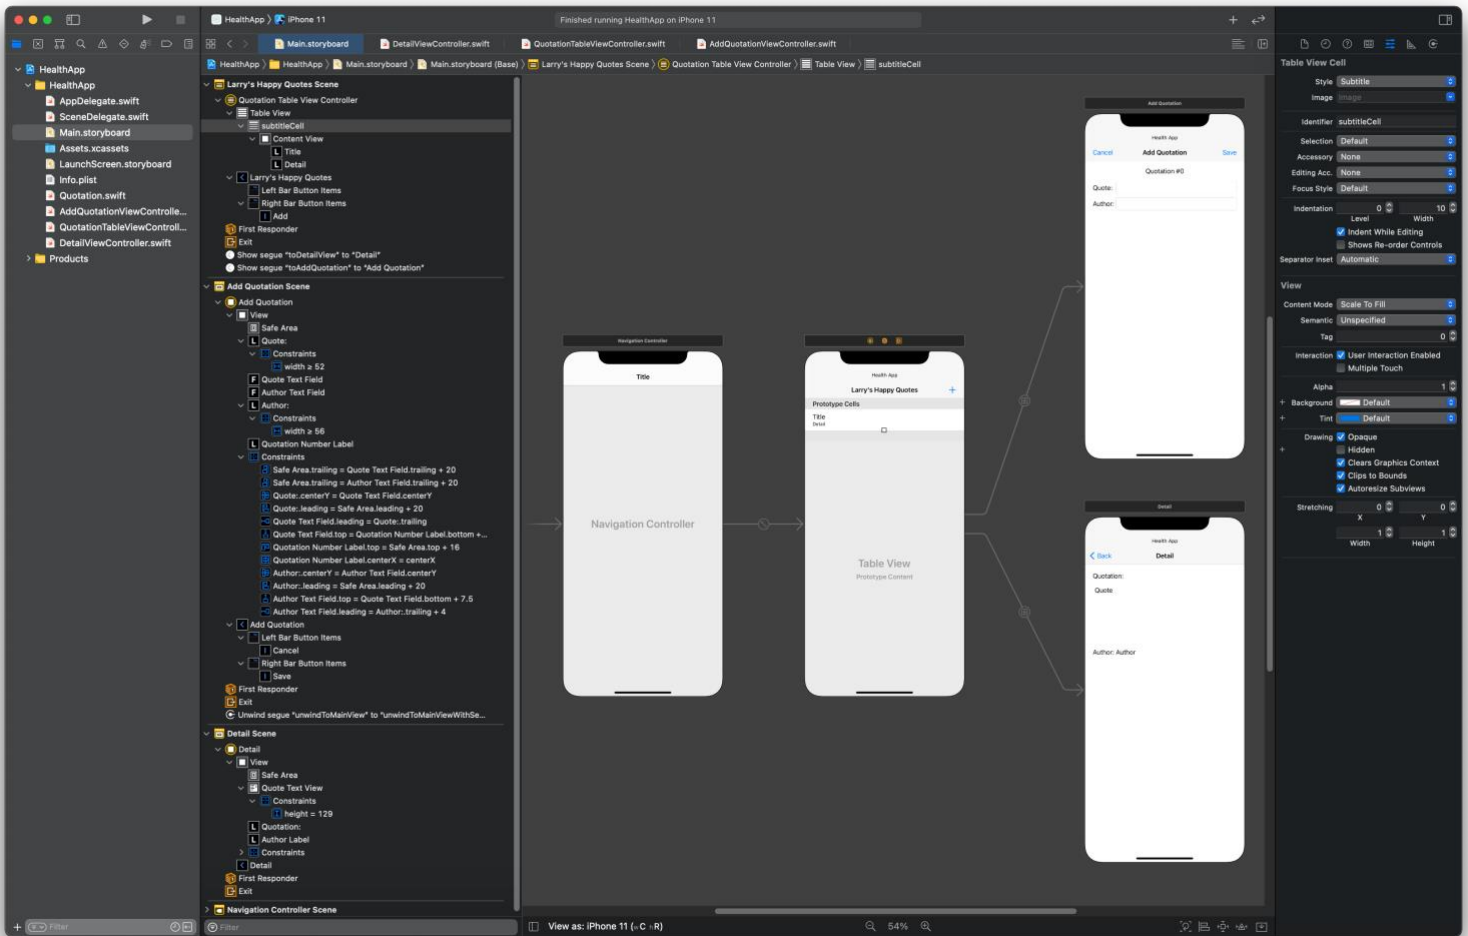 HealthApp › iPhone 11
Finished running HealthApp on iPhone 11
Main.storyboard
DetailViewController.swift
QuotationTableViewController.swift
AddQuotationViewController.swift
HealthApp › HealthApp › Main.storyboard › Main.storyboard (Base) › Larry's Happy Quotes Scene › Quotation Table View Controller › Table View › subtitleCell
HealthApp
HealthApp
AppDelegate.swift
SceneDelegate.swift
Main.storyboard
Assets.xcassets
LaunchScreen.storyboard
Info.plist
Quotation.swift
AddQuotationViewControlle...
QuotationTableViewControll...
DetailViewController.swift
Products
Filter
Larry's Happy Quotes Scene
Quotation Table View Controller
Table View
subtitleCell
Content View
L Title
L Detail
Larry's Happy Quotes
Left Bar Button Items
Right Bar Button Items
Add
First Responder
Exit
Show segue "toDetailView" to "Detail"
Show segue "toAddQuotation" to "Add Quotation"
Add Quotation Scene
Add Quotation
View
Safe Area
L Quote:
Constraints
width ≥ 52
F Quote Text Field
F Author Text Field
L Author:
Constraints
width ≥ 56
L Quotation Number Label
Constraints
Safe Area.trailing = Quote Text Field.trailing + 20
Safe Area.trailing = Author Text Field.trailing + 20
Quote:.centerY = Quote Text Field.centerY
Quote:.leading = Safe Area.leading + 20
Quote Text Field.leading = Quote:.trailing
Quote Text Field.top = Quotation Number Label.bottom +...
Quotation Number Label.top = Safe Area.top + 16
Quotation Number Label.centerX = centerX
Author:.centerY = Author Text Field.centerY
Author:.leading = Safe Area.leading + 20
Author Text Field.top = Quote Text Field.bottom + 7.5
Author Text Field.leading = Author:.trailing + 4
Add Quotation
Left Bar Button Items
Cancel
Right Bar Button Items
Save
First Responder
Exit
Unwind segue "unwindToMainView" to "unwindToMainViewWithSe...
Detail Scene
Detail
View
Safe Area
Quote Text View
Constraints
height = 129
L Quotation:
L Author Label
Constraints
Detail
First Responder
Exit
Navigation Controller Scene
Filter
Navigation Controller
Title
Navigation Controller
Health App
Larry's Happy Quotes +
Prototype Cells
Title
Detail
Table View
Prototype Content
Add Quotation
Health App
Cancel Add Quotation Save
Quotation #0
Quote:
Author:
Detail
Health App
Back Detail
Quotation:
Quote
Author: Author
View as: iPhone 11 (wC hR)
54%
Table View Cell
Style Subtitle
Image Image
Identifier subtitleCell
Selection Default
Accessory None
Editing Acc. None
Focus Style Default
Indentation 0 10
Level Width
Indent While Editing
Shows Re-order Controls
Separator Inset Automatic
View
Content Mode Scale To Fill
Semantic Unspecified
Tag 0
Interaction User Interaction Enabled
Multiple Touch
Alpha 1
+ Background Default
+ Tint Default
Drawing Opaque
+ Hidden
Clears Graphics Context
Clips to Bounds
Autoresize Subviews
Stretching 0 0
X Y
1 1
Width Height